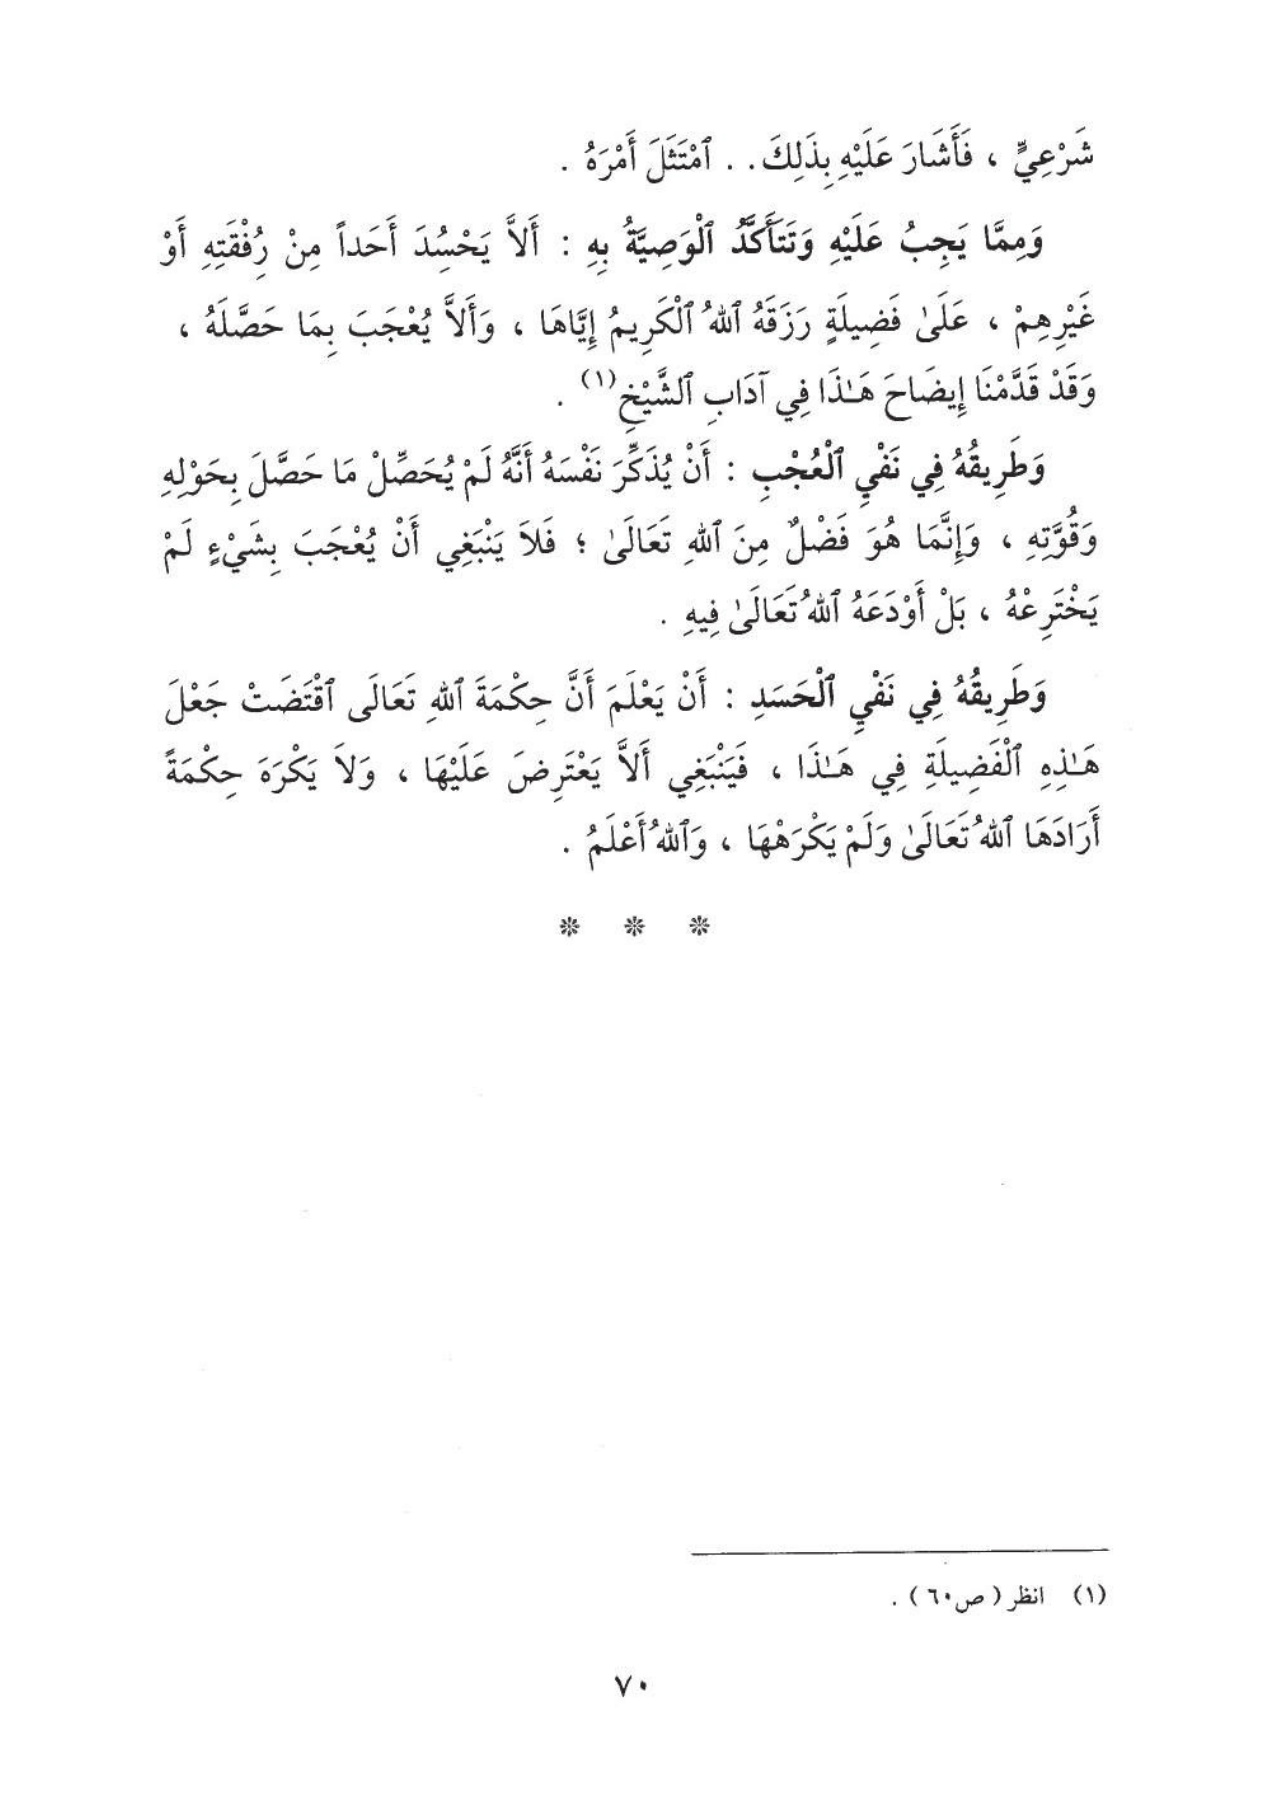 شَرْعِيٍّ ، فَأَشَارَ عَلَيْهِ بِذَلِكَ . . ٱمْتَثَلَ أَمْرَهُ .
وَمِمَّا يَجِبُ عَلَيْهِ وَتَتَأَكَّدُ ٱلْوَصِيَّةُ بِهِ : أَلاَّ يَحْسُدَ أَحَداً مِنْ رُفْقَتِهِ أَوْ
غَيْرِهِمْ ، عَلَىٰ فَضِيلَةٍ رَزَقَهُ ٱللهُ ٱلْكَرِيمُ إِيَّاهَا ، وَأَلاَّ يُعْجَبَ بِمَا حَصَّلَهُ ،
وَقَدْ قَدَّمْنَا إِيضَاحَ هَـٰذَا فِي آدَابِ ٱلشَّيْخِ(١) .
وَطَرِيقُهُ فِي نَفْيِ ٱلْعُجْبِ : أَنْ يُذَكِّرَ نَفْسَهُ أَنَّهُ لَمْ يُحَصِّلْ مَا حَصَّلَ بِحَوْلِهِ
وَقُوَّتِهِ ، وَإِنَّمَا هُوَ فَضْلٌ مِنَ ٱللهِ تَعَالَىٰ ؛ فَلاَ يَنْبَغِي أَنْ يُعْجَبَ بِشَيْءٍ لَمْ
يَخْتَرِعْهُ ، بَلْ أَوْدَعَهُ ٱللهُ تَعَالَىٰ فِيهِ .
وَطَرِيقُهُ فِي نَفْيِ ٱلْحَسَدِ : أَنْ يَعْلَمَ أَنَّ حِكْمَةَ ٱللهِ تَعَالَى ٱقْتَضَتْ جَعْلَ
هَـٰذِهِ ٱلْفَضِيلَةِ فِي هَـٰذَا ، فَيَنْبَغِي أَلاَّ يَعْتَرِضَ عَلَيْهَا ، وَلاَ يَكْرَهَ حِكْمَةً
أَرَادَهَا ٱللهُ تَعَالَىٰ وَلَمْ يَكْرَهْهَا ، وَٱللهُ أَعْلَمُ .
* * *
(١) انظر ( ص٦٠ ) .
٧٠